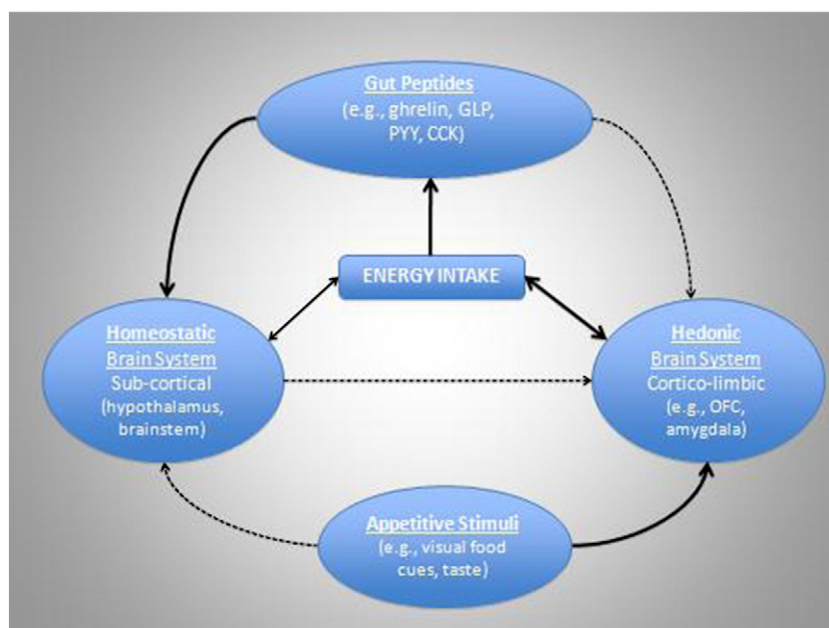 Gut Peptides
(e.g., ghrelin, GLP,
PYY, CCK)
ENERGY INTAKE
Homeostatic
Brain System
Sub-cortical
(hypothalamus,
brainstem)
Hedonic
Brain System
Cortico-limbic
(e.g., OFC,
amygdala)
Appetitive Stimuli
(e.g., visual food
cues, taste)